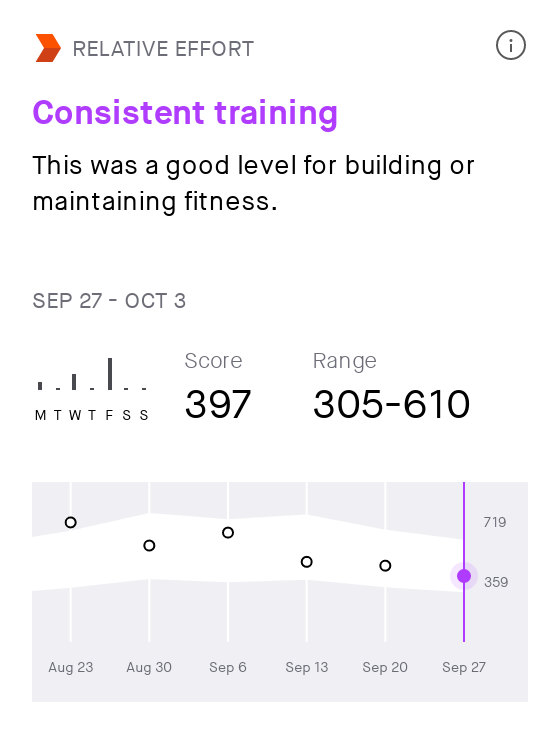 RELATIVE EFFORT
Consistent training
This was a good level for building or
maintaining fitness.
SEP 27 - OCT 3
Score Range
397 305-610
M T W T F S S
719
359
Aug 23 Aug 30 Sep 6 Sep 13 Sep 20 Sep 27